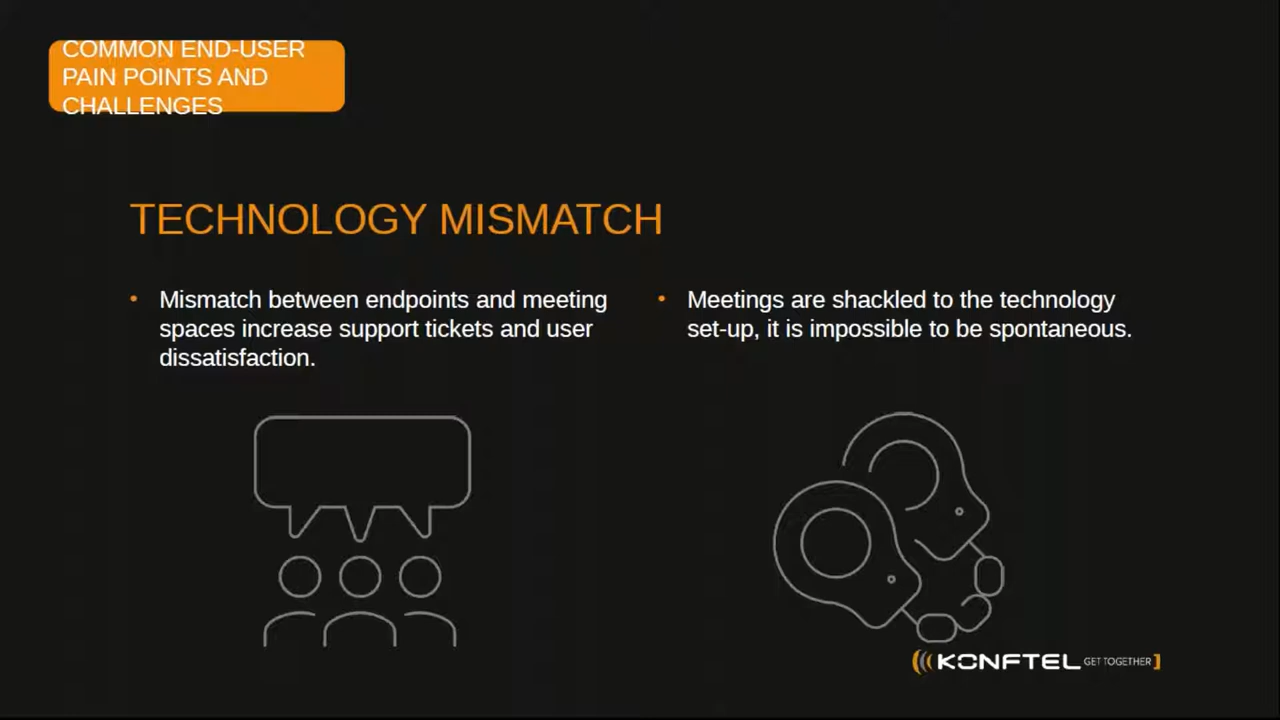 COMMON END-USER
PAIN POINTS AND
CHALLENGES
TECHNOLOGY MISMATCH
• Mismatch between endpoints and meeting
spaces increase support tickets and user
dissatisfaction.
• Meetings are shackled to the technology
set-up, it is impossible to be spontaneous.
KONFTEL GET TOGETHER